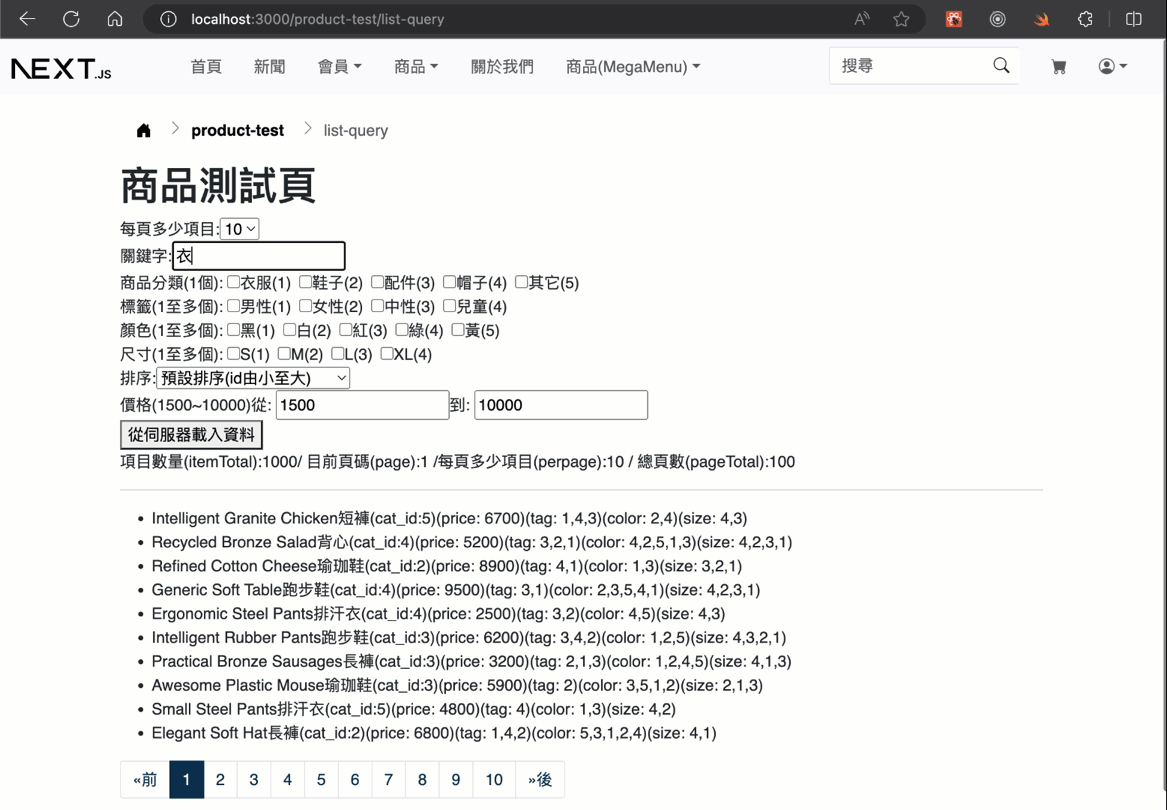 localhost:3000/product-test/list-query
NEXT.JS 首頁 新聞 會員 商品 關於我們 商品(MegaMenu) 搜尋
product-test > list-query
商品測試頁
每頁多少項目:10
關鍵字:衣
商品分類(1個):衣服(1) 鞋子(2) 配件(3) 帽子(4) 其它(5)
標籤(1至多個):男性(1) 女性(2) 中性(3) 兒童(4)
顏色(1至多個):黑(1) 白(2) 紅(3) 綠(4) 黃(5)
尺寸(1至多個):S(1) M(2) L(3) XL(4)
排序:預設排序(id由小至大)
價格(1500~10000)從: 1500 到: 10000
從伺服器載入資料
項目數量(itemTotal):1000/ 目前頁碼(page):1 /每頁多少項目(perpage):10 / 總頁數(pageTotal):100
• Intelligent Granite Chicken短褲(cat_id:5)(price: 6700)(tag: 1,4,3)(color: 2,4)(size: 4,3)
• Recycled Bronze Salad背心(cat_id:4)(price: 5200)(tag: 3,2,1)(color: 4,2,5,1,3)(size: 4,2,3,1)
• Refined Cotton Cheese瑜珈鞋(cat_id:2)(price: 8900)(tag: 4,1)(color: 1,3)(size: 3,2,1)
• Generic Soft Table跑步鞋(cat_id:4)(price: 9500)(tag: 3,1)(color: 2,3,5,4,1)(size: 4,2,3,1)
• Ergonomic Steel Pants排汗衣(cat_id:4)(price: 2500)(tag: 3,2)(color: 4,5)(size: 4,3)
• Intelligent Rubber Pants跑步鞋(cat_id:3)(price: 6200)(tag: 3,4,2)(color: 1,2,5)(size: 4,3,2,1)
• Practical Bronze Sausages長褲(cat_id:3)(price: 3200)(tag: 2,1,3)(color: 1,2,4,5)(size: 4,1,3)
• Awesome Plastic Mouse瑜珈鞋(cat_id:3)(price: 5900)(tag: 2)(color: 3,5,1,2)(size: 2,1,3)
• Small Steel Pants排汗衣(cat_id:5)(price: 4800)(tag: 4)(color: 1,3)(size: 4,2)
• Elegant Soft Hat長褲(cat_id:2)(price: 6800)(tag: 1,4,2)(color: 5,3,1,2,4)(size: 4,1)
«前 1 2 3 4 5 6 7 8 9 10 »後